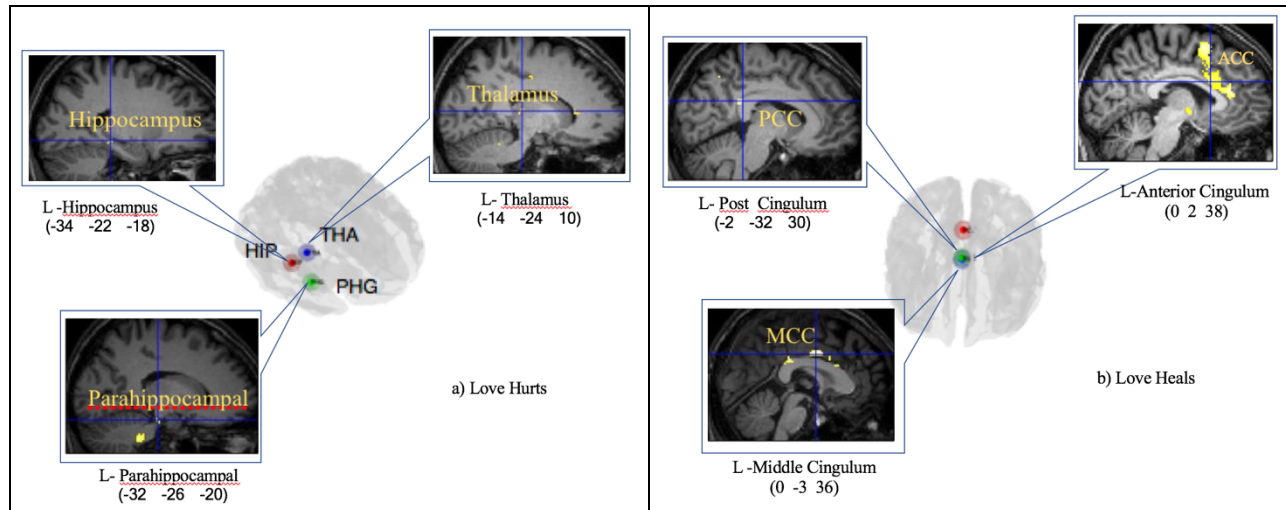 Hippocampus
L -Hippocampus
(-34 -22 -18)
Thalamus
L- Thalamus
(-14 -24 10)
HIP
THA
PHG
Parahippocampal
L- Parahippocampal
(-32 -26 -20)
a) Love Hurts
PCC
L- Post Cingulum
(-2 -32 30)
ACC
L-Anterior Cingulum
(0 2 38)
MCC
L -Middle Cingulum
(0 -3 36)
b) Love Heals